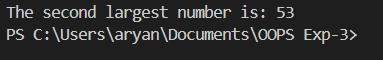 The second largest number is: 53
PS C:\Users\aryan\Documents\OOPS Exp-3>